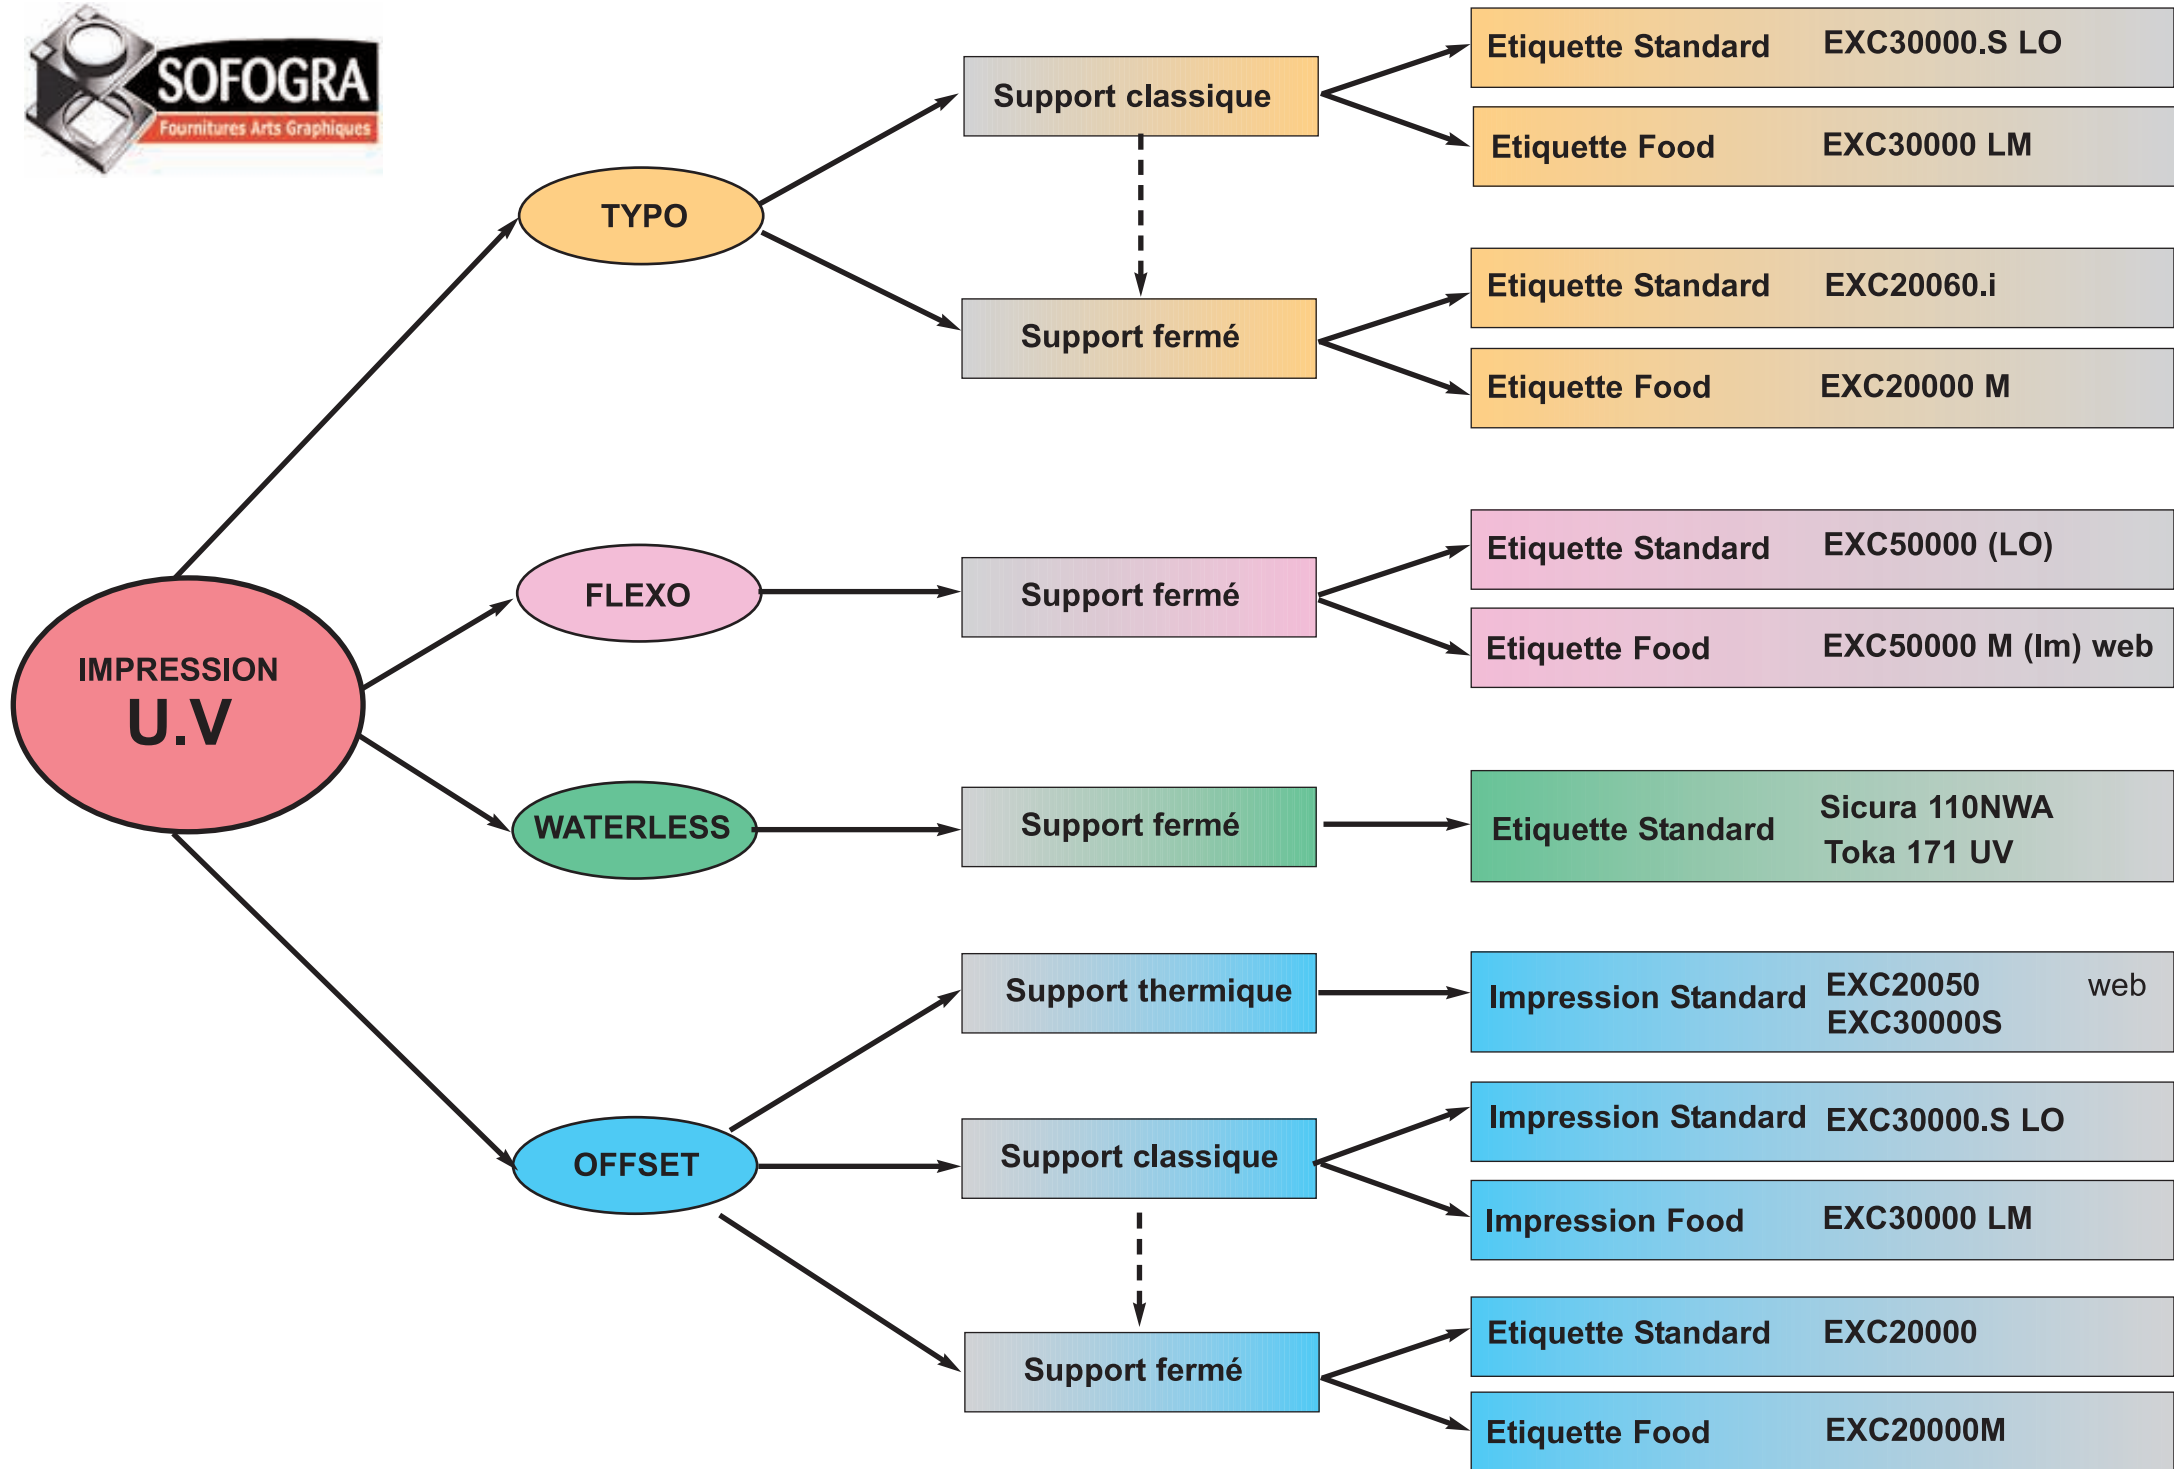 SOFOGRA
Fournitures Arts Graphiques
IMPRESSION
U.V
TYPO
Support classique
Etiquette Standard EXC30000.S LO
Etiquette Food EXC30000 LM
Support fermé
Etiquette Standard EXC20060.i
Etiquette Food EXC20000 M
FLEXO
Support fermé
Etiquette Standard EXC50000 (LO)
Etiquette Food EXC50000 M (lm) web
WATERLESS
Support fermé
Etiquette Standard
Sicura 110NWA
Toka 171 UV
OFFSET
Support thermique
Impression Standard EXC20050 web
EXC30000S
Support classique
Impression Standard EXC30000.S LO
Impression Food EXC30000 LM
Support fermé
Etiquette Standard EXC20000
Etiquette Food EXC20000M